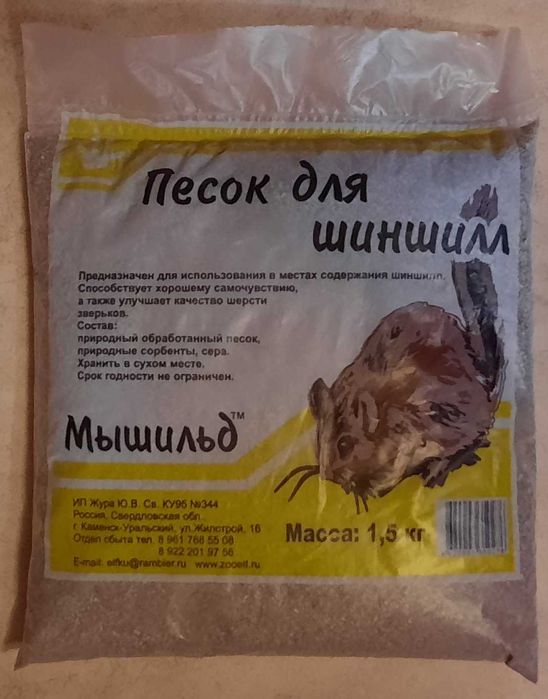 Песок для
шиншилл
Предназначен для использования в местах содержания шиншилл.
Способствует хорошему самочувствию,
а также улучшает качество шерсти
зверьков.
Состав:
природный обработанный песок,
природные сорбенты, сера.
Хранить в сухом месте.
Срок годности не ограничен.
Мышильд™
ИП Жура Ю.В. Св. КУ96 №344
Россия, Свердловская обл.
г. Каменск-Уральский, ул.Жилстрой, 16
Отдел сбыта тел. 8 961 768 55 08
8 922 201 97 56
E-mail: elfku@rambler.ru www.zooell.ru
Масса: 1,5 кг